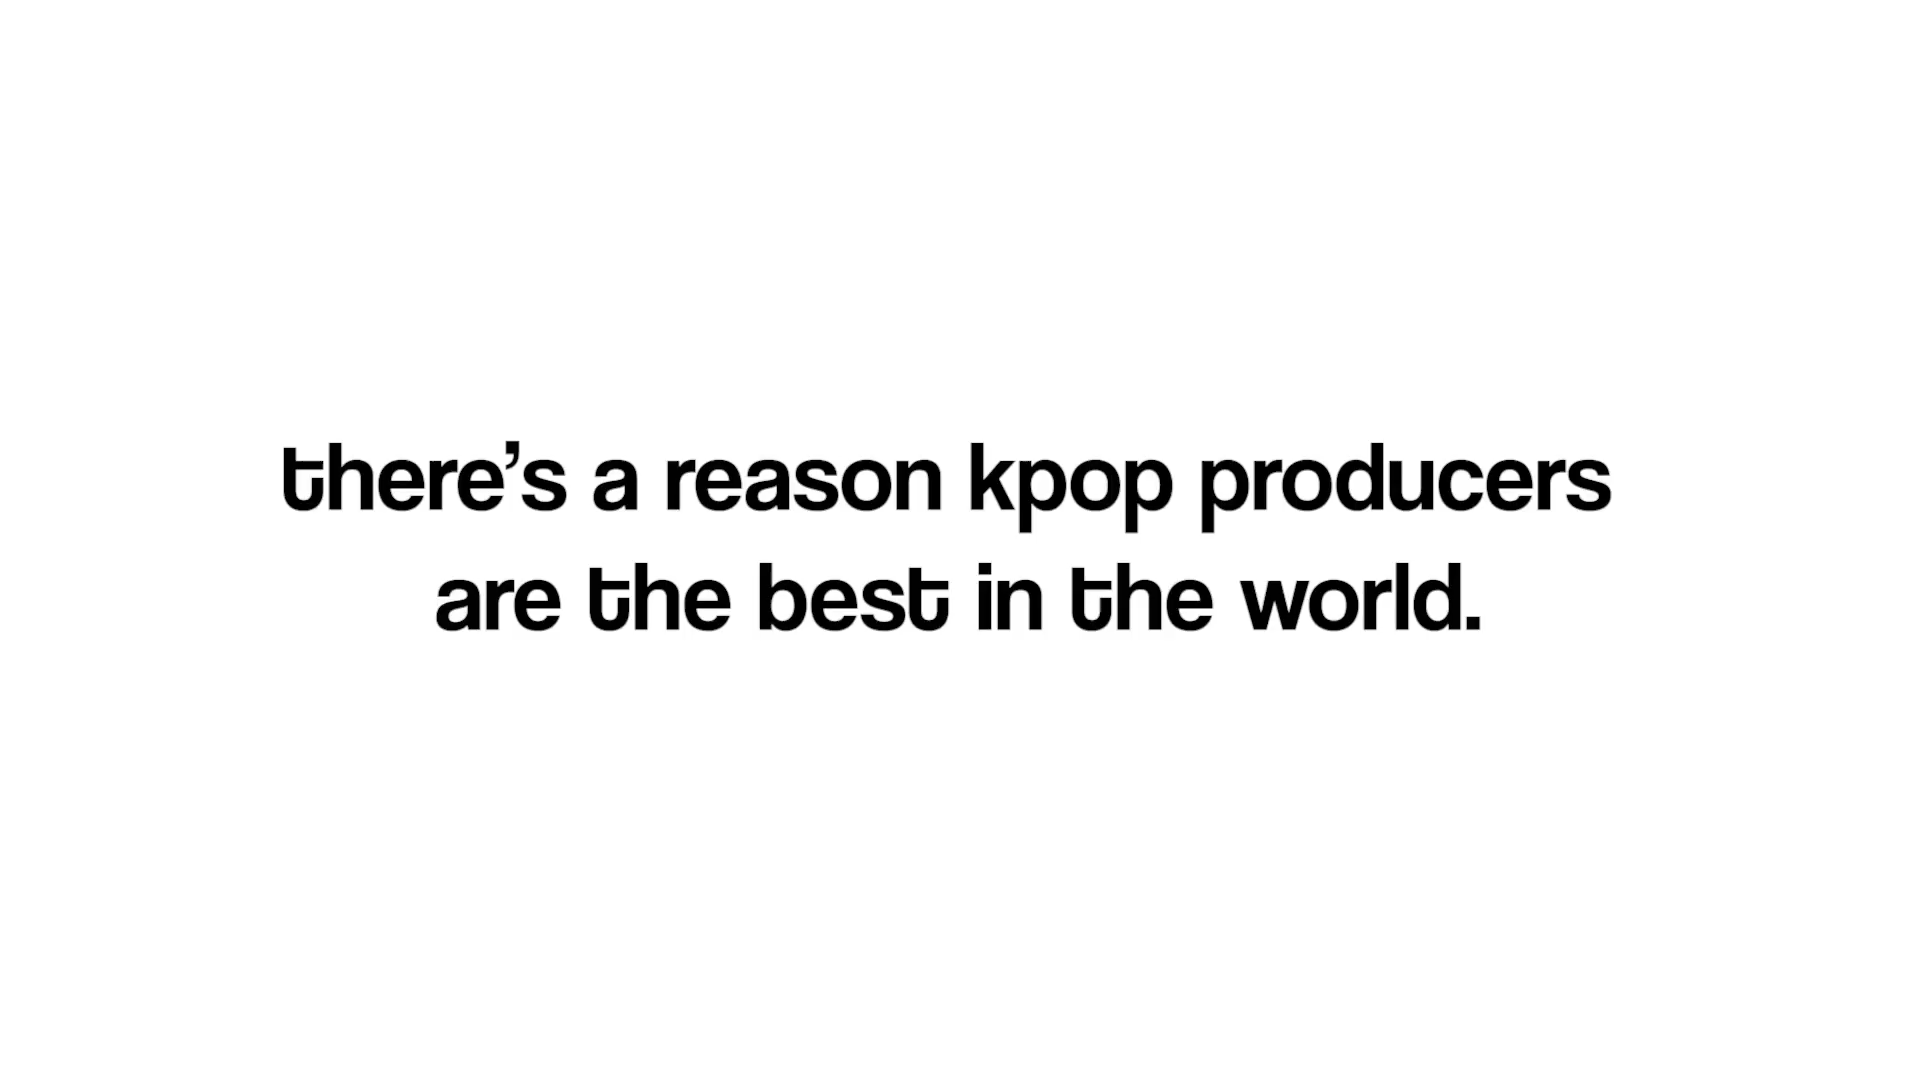 there’s a reason kpop producers
are the best in the world.